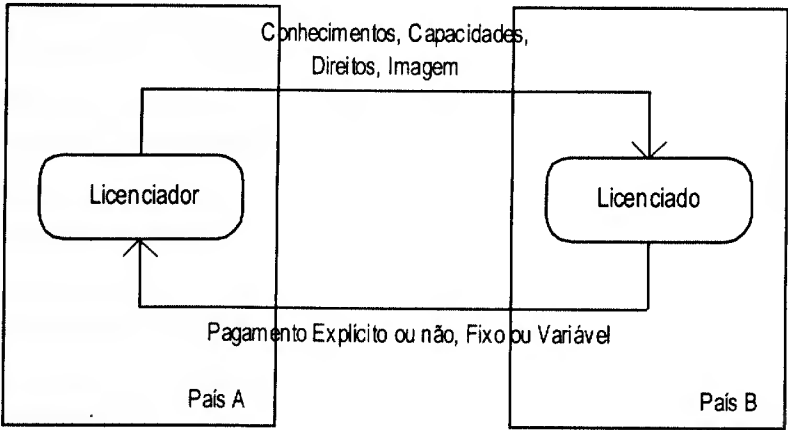 Conhecimentos, Capacidades,
Direitos, Imagem
Licenciador
Licenciado
Pagamento Explícito ou não, Fixo ou Variável
País A
País B